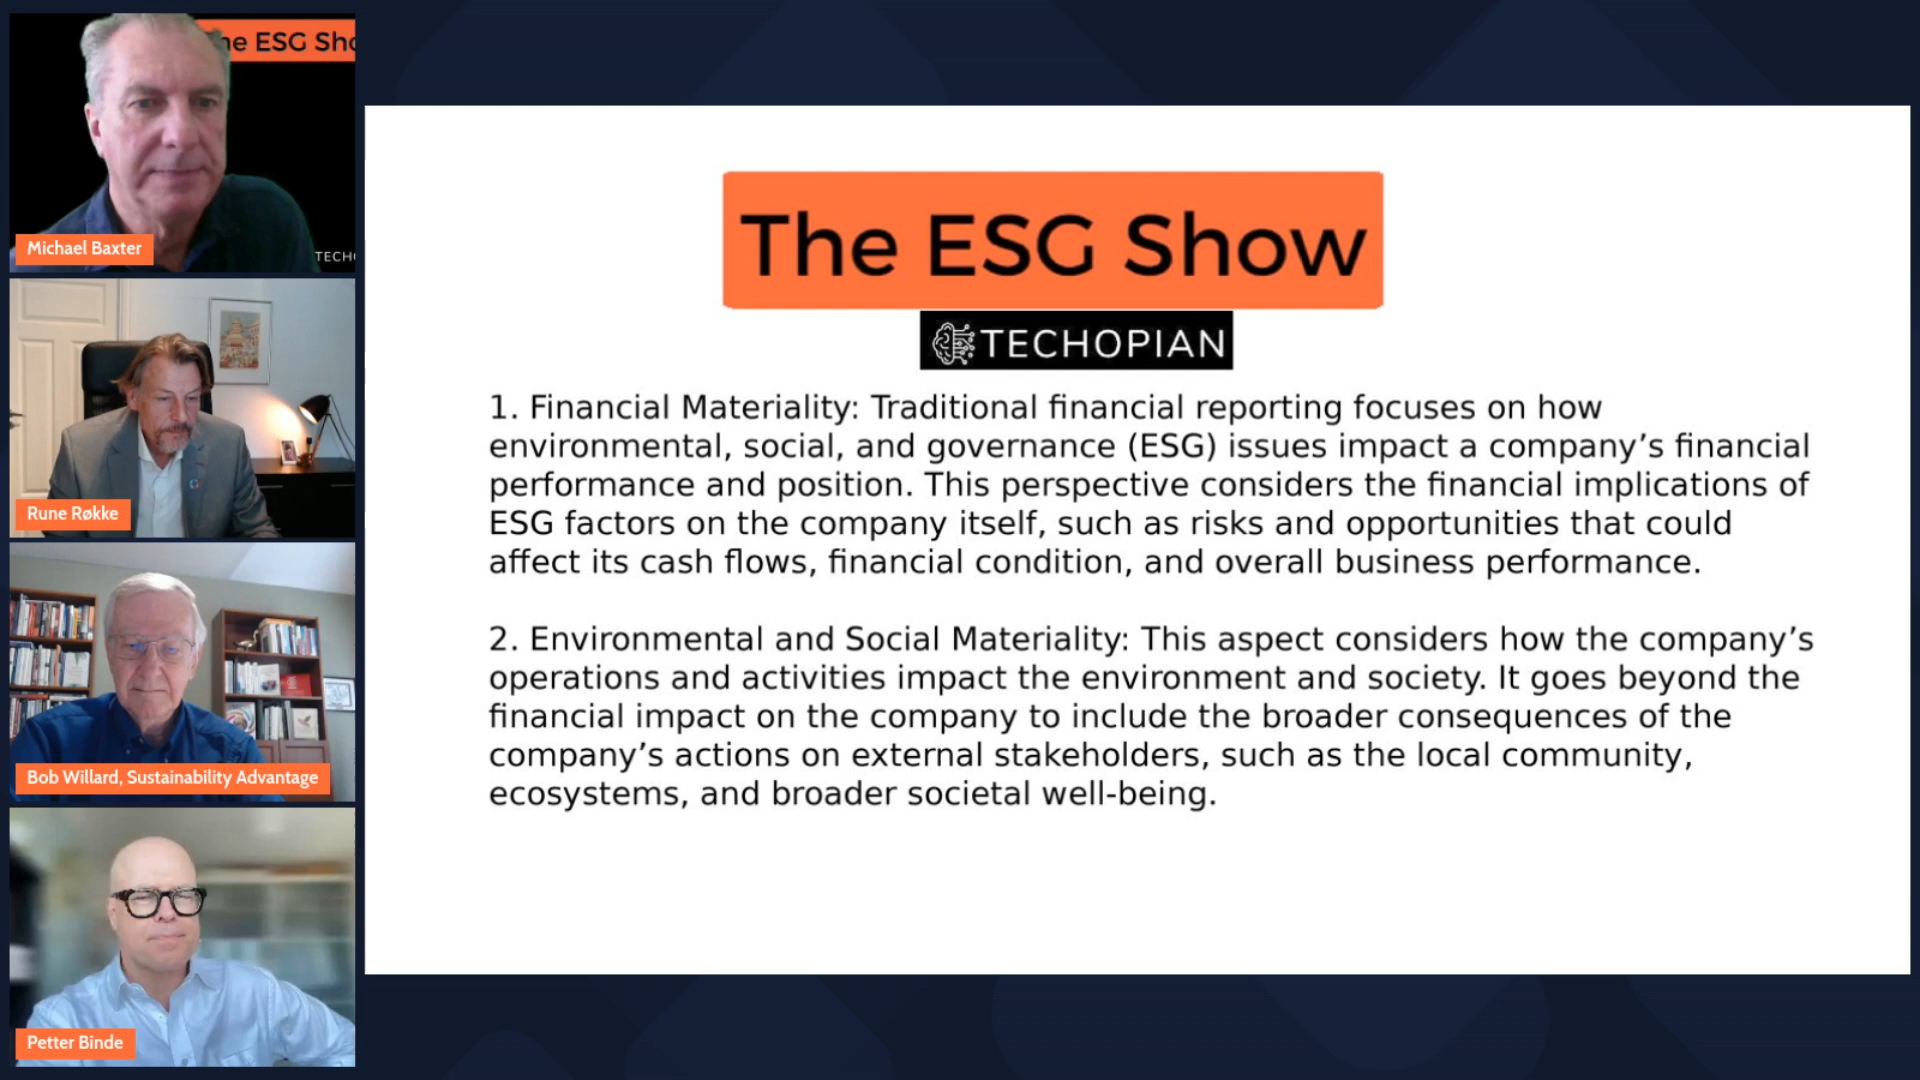 he ESG Sho
TECHO
Michael Baxter
Rune Røkke
Bob Willard, Sustainability Advantage
Petter Binde
The ESG Show
TECHOPIAN
1. Financial Materiality: Traditional financial reporting focuses on how
environmental, social, and governance (ESG) issues impact a company’s financial
performance and position. This perspective considers the financial implications of
ESG factors on the company itself, such as risks and opportunities that could
affect its cash flows, financial condition, and overall business performance.
2. Environmental and Social Materiality: This aspect considers how the company’s
operations and activities impact the environment and society. It goes beyond the
financial impact on the company to include the broader consequences of the
company’s actions on external stakeholders, such as the local community,
ecosystems, and broader societal well-being.